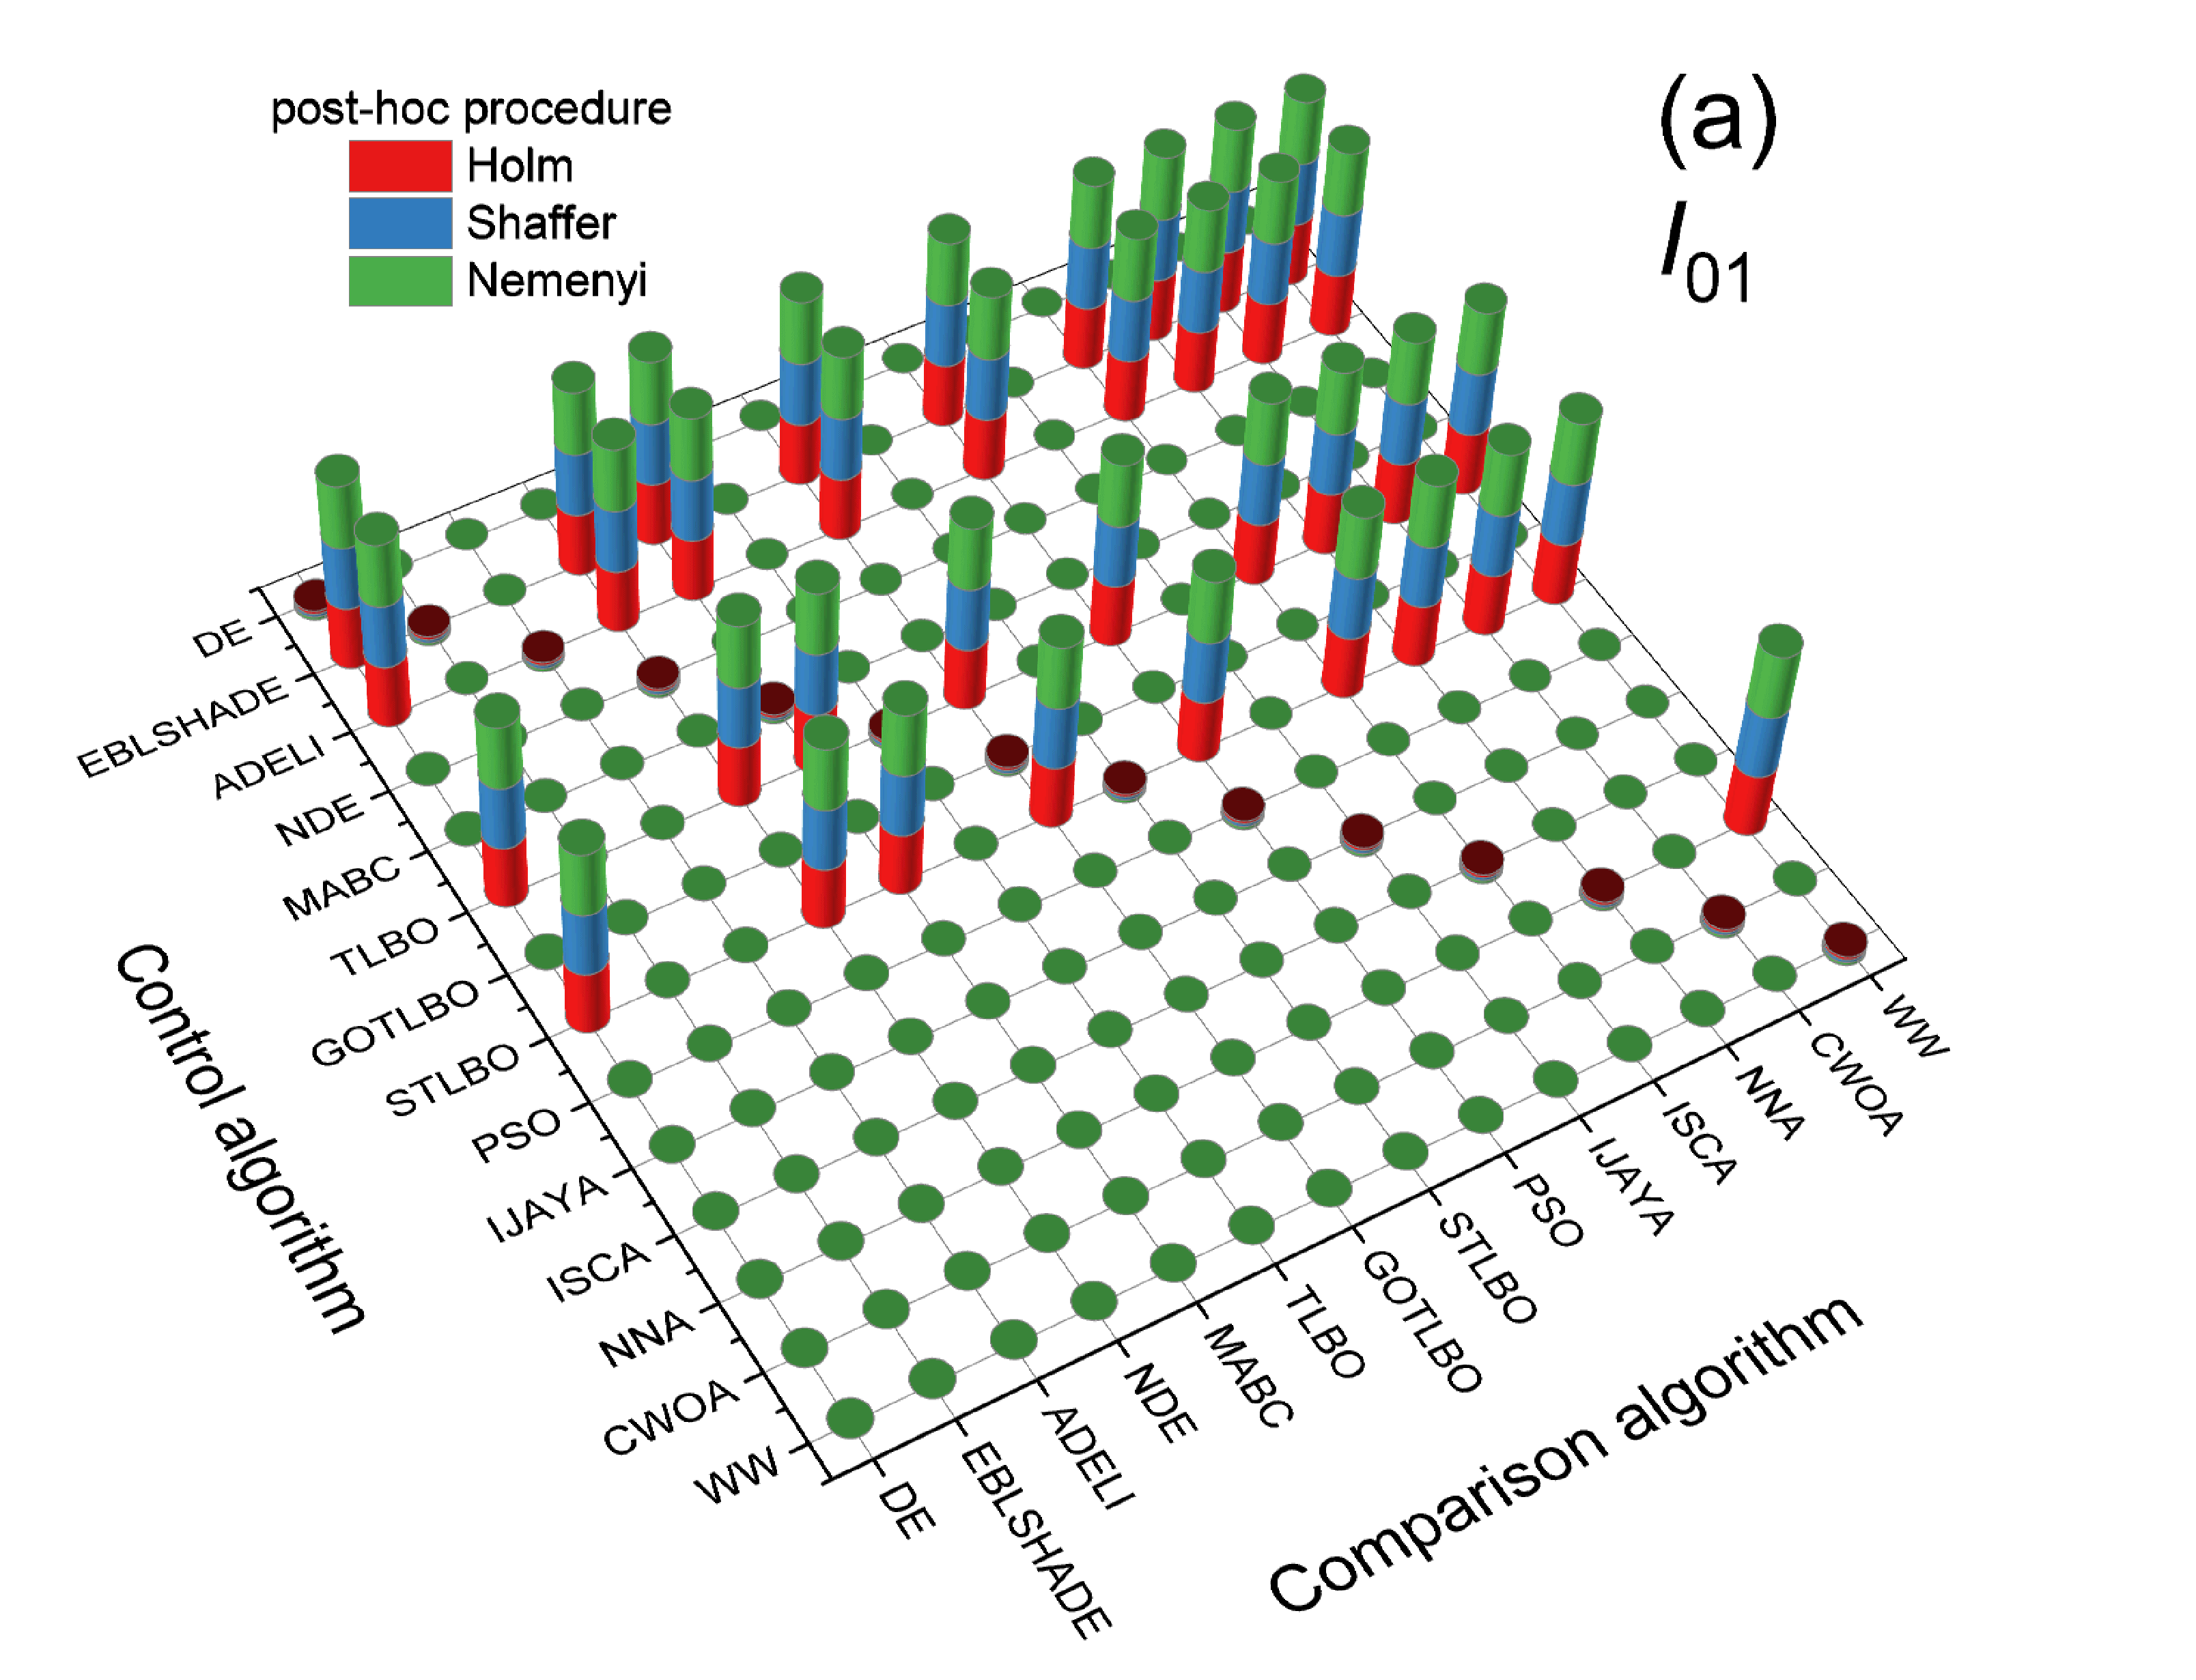 post-hoc procedure
Holm
Shaffer
Nemenyi
(a)
I01
DE
EBLSHADE
ADELI
NDE
MABC
TLBO
GOTLBO
STLBO
PSO
IJAYA
ISCA
NNA
CWOA
WW
Control algorithm
DE
EBLSHADE
ADELI
NDE
MABC
TLBO
GOTLBO
STLBO
PSO
IJAYA
ISCA
NNA
CWOA
WW
Comparison algorithm